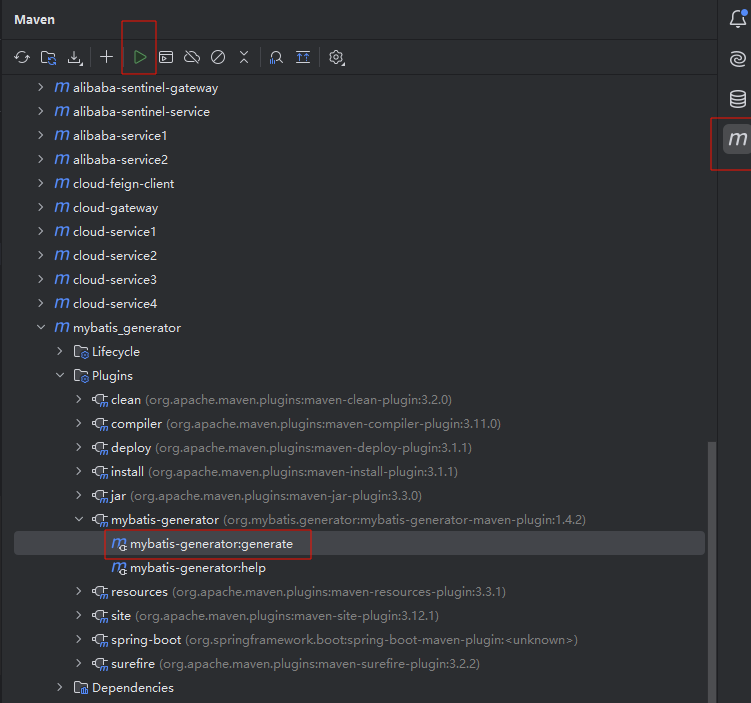 Maven
alibaba-sentinel-gateway
alibaba-sentinel-service
alibaba-service1
alibaba-service2
cloud-feign-client
cloud-gateway
cloud-service1
cloud-service2
cloud-service3
cloud-service4
mybatis_generator
Lifecycle
Plugins
clean (org.apache.maven.plugins:maven-clean-plugin:3.2.0)
compiler (org.apache.maven.plugins:maven-compiler-plugin:3.11.0)
deploy (org.apache.maven.plugins:maven-deploy-plugin:3.1.1)
install (org.apache.maven.plugins:maven-install-plugin:3.1.1)
jar (org.apache.maven.plugins:maven-jar-plugin:3.3.0)
mybatis-generator (org.mybatis.generator:mybatis-generator-maven-plugin:1.4.2)
mybatis-generator:generate
mybatis-generator:help
resources (org.apache.maven.plugins:maven-resources-plugin:3.3.1)
site (org.apache.maven.plugins:maven-site-plugin:3.12.1)
spring-boot (org.springframework.boot:spring-boot-maven-plugin:<unknown>)
surefire (org.apache.maven.plugins:maven-surefire-plugin:3.2.2)
Dependencies